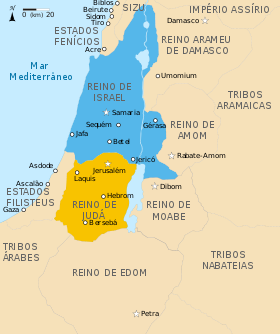 Biblos
Beirute
Sidom
Tiro
SIZU
IMPÉRIO ASSÍRIO
Damasco
N
0 (km) 20
ESTADOS
FENÍCIOS
Acre
REINO ARAMEU
DE DAMASCO
Mar
Mediterrâneo
Urmomium
REINO DE
ISRAEL
TRIBOS
ARAMAICAS
Samaria
Siquém
Gérasa
REINO DE
AMOM
Jafa
Betel
Jericó
Rabate-Amom
Asdode
Jerusalém
Laquis
Ascalão
Dibom
ESTADOS
FILISTEUS
Gaza
Hebrom
REINO DE
JUDÁ
Berseba
REINO DE
MOABE
TRIBOS
ÁRABES
TRIBOS
NABATEIAS
REINO DE EDOM
Petra